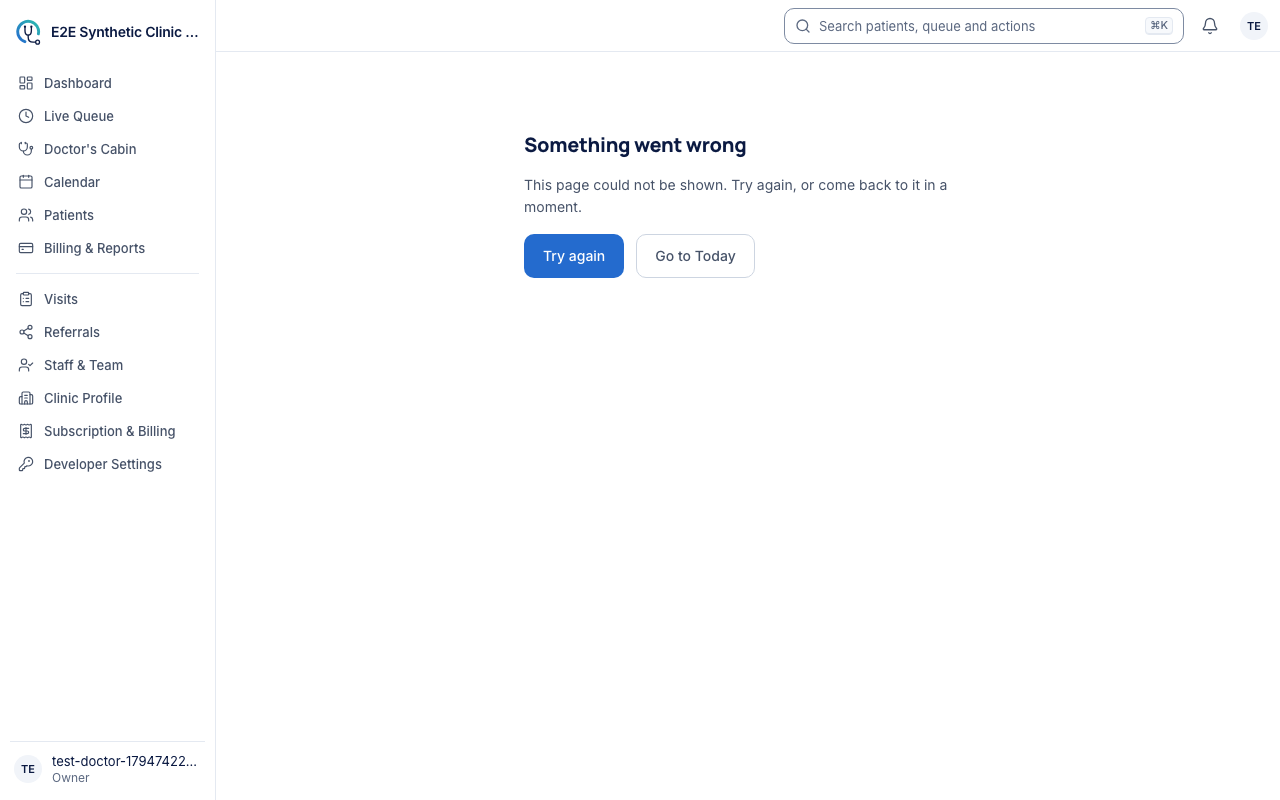 E2E Synthetic Clinic ...
Search patients, queue and actions
⌘K
TE
Dashboard
Live Queue
Doctor's Cabin
Calendar
Patients
Billing & Reports
Visits
Referrals
Staff & Team
Clinic Profile
Subscription & Billing
Developer Settings
Something went wrong
This page could not be shown. Try again, or come back to it in a
moment.
Try again
Go to Today
TE
test-doctor-17947422...
Owner